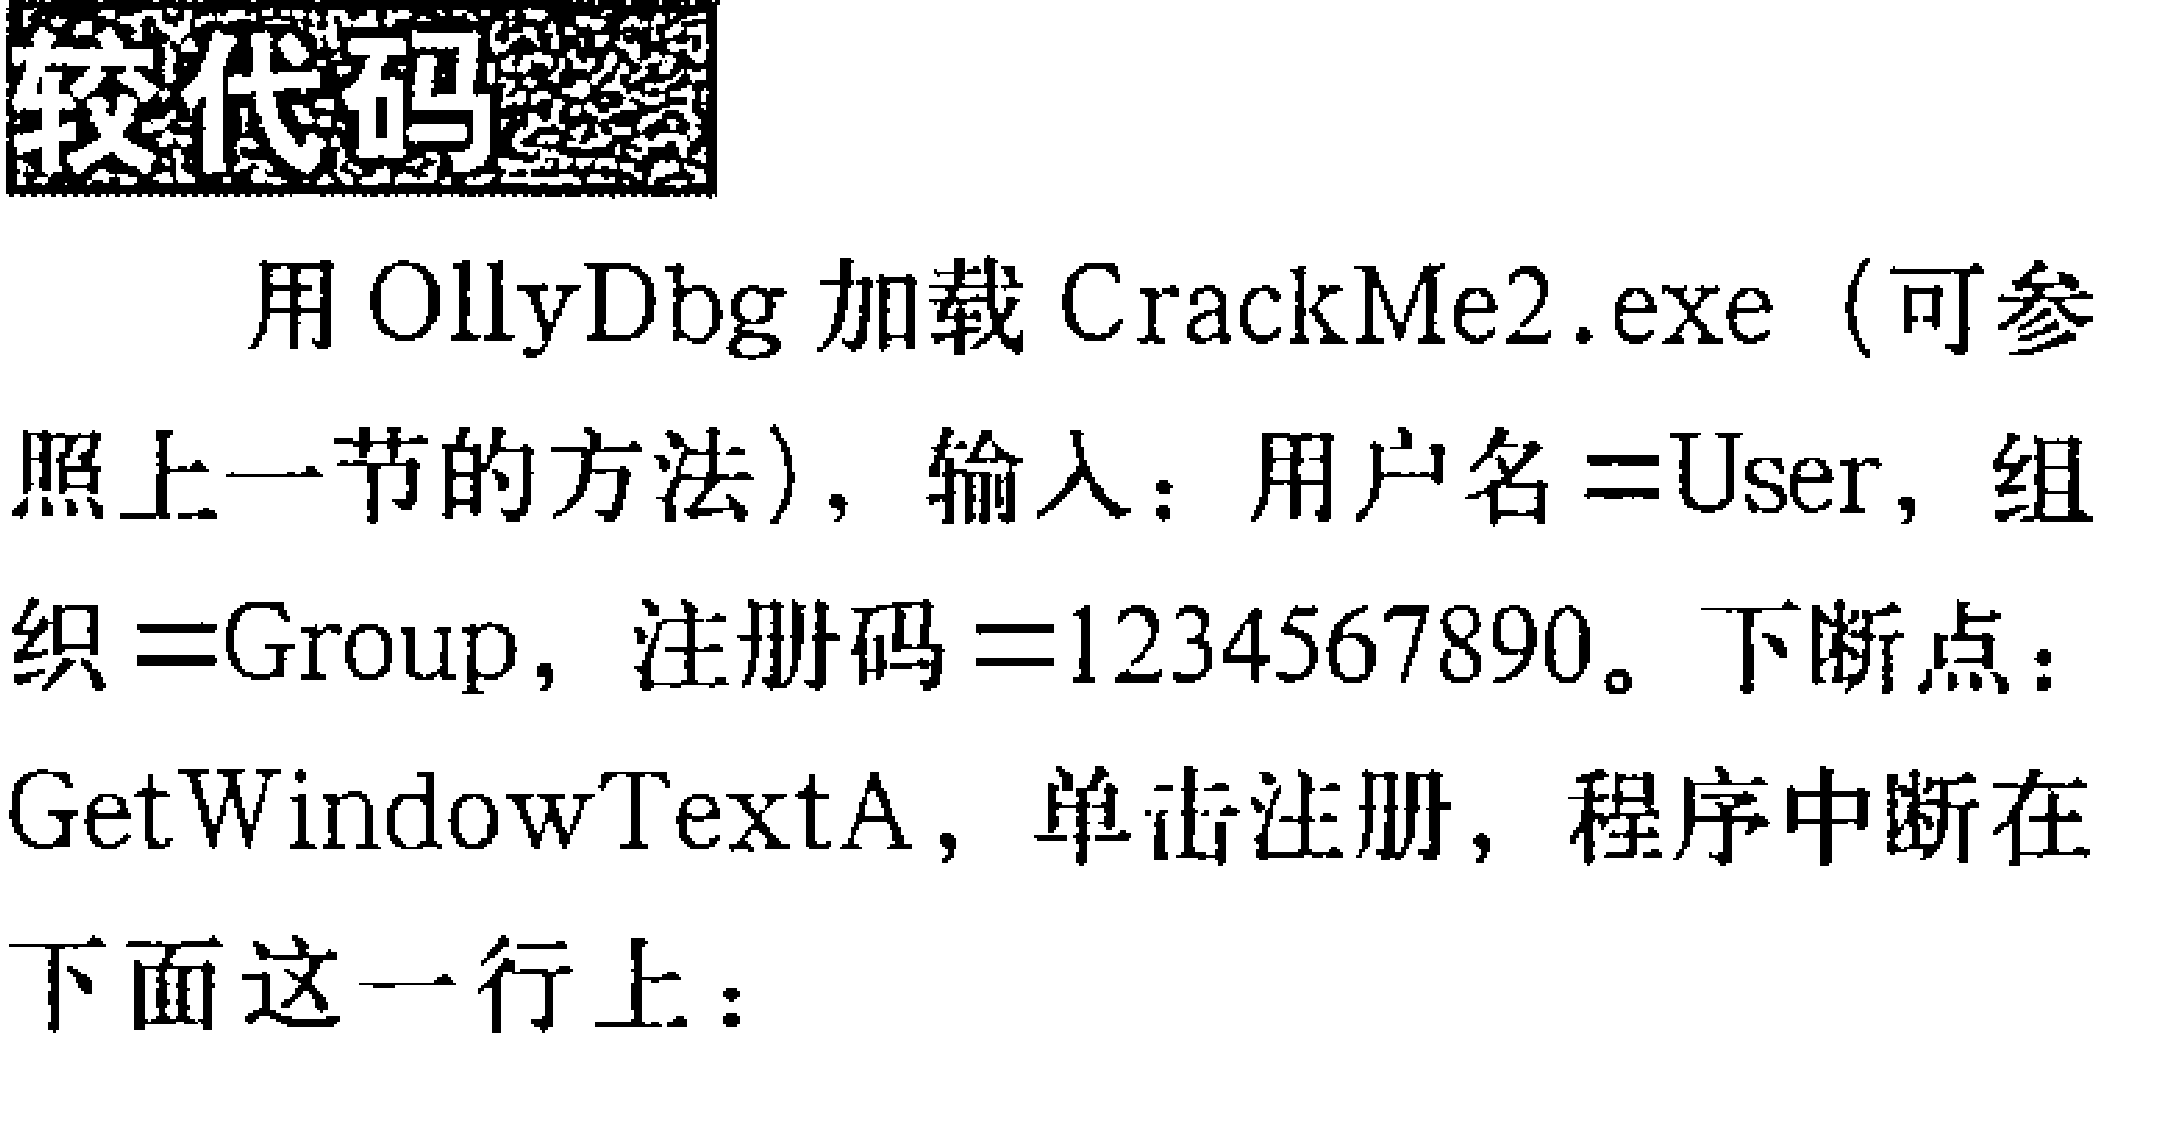 较代码
用 OllyDbg 加载 CrackMe2.exe（可参
照上一节的方法），输入：用户名=User，组
织=Group，注册码=1234567890。下断点：
GetWindowTextA，单击注册，程序中断在
下面这一行上：